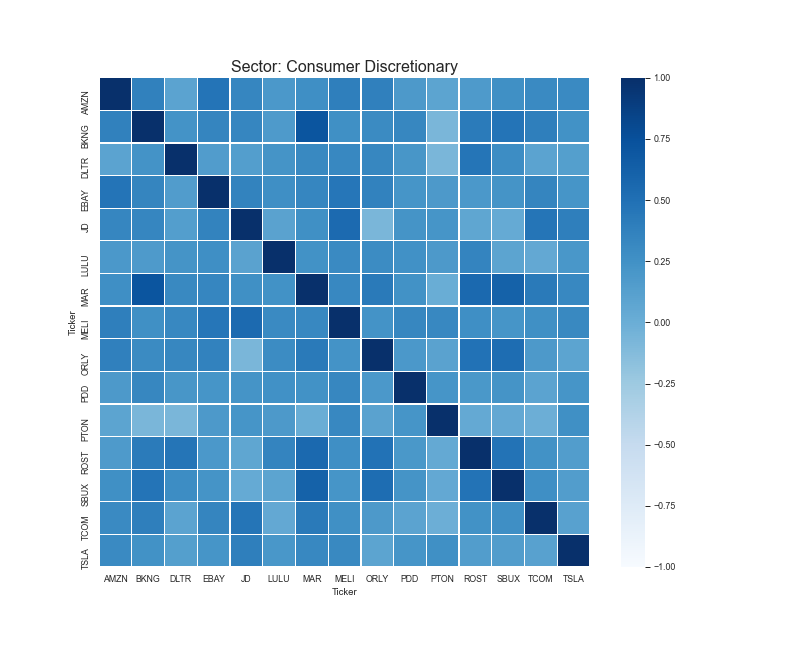 Sector: Consumer Discretionary
Ticker
AMZN
BKNG
DLTR
EBAY
JD
LULU
MAR
MELI
ORLY
PDD
PTON
ROST
SBUX
TCOM
TSLA
AMZN BKNG DLTR EBAY JD LULU MAR MELI ORLY PDD PTON ROST SBUX TCOM TSLA
Ticker
1.00
0.75
0.50
0.25
0.00
−0.25
−0.50
−0.75
−1.00